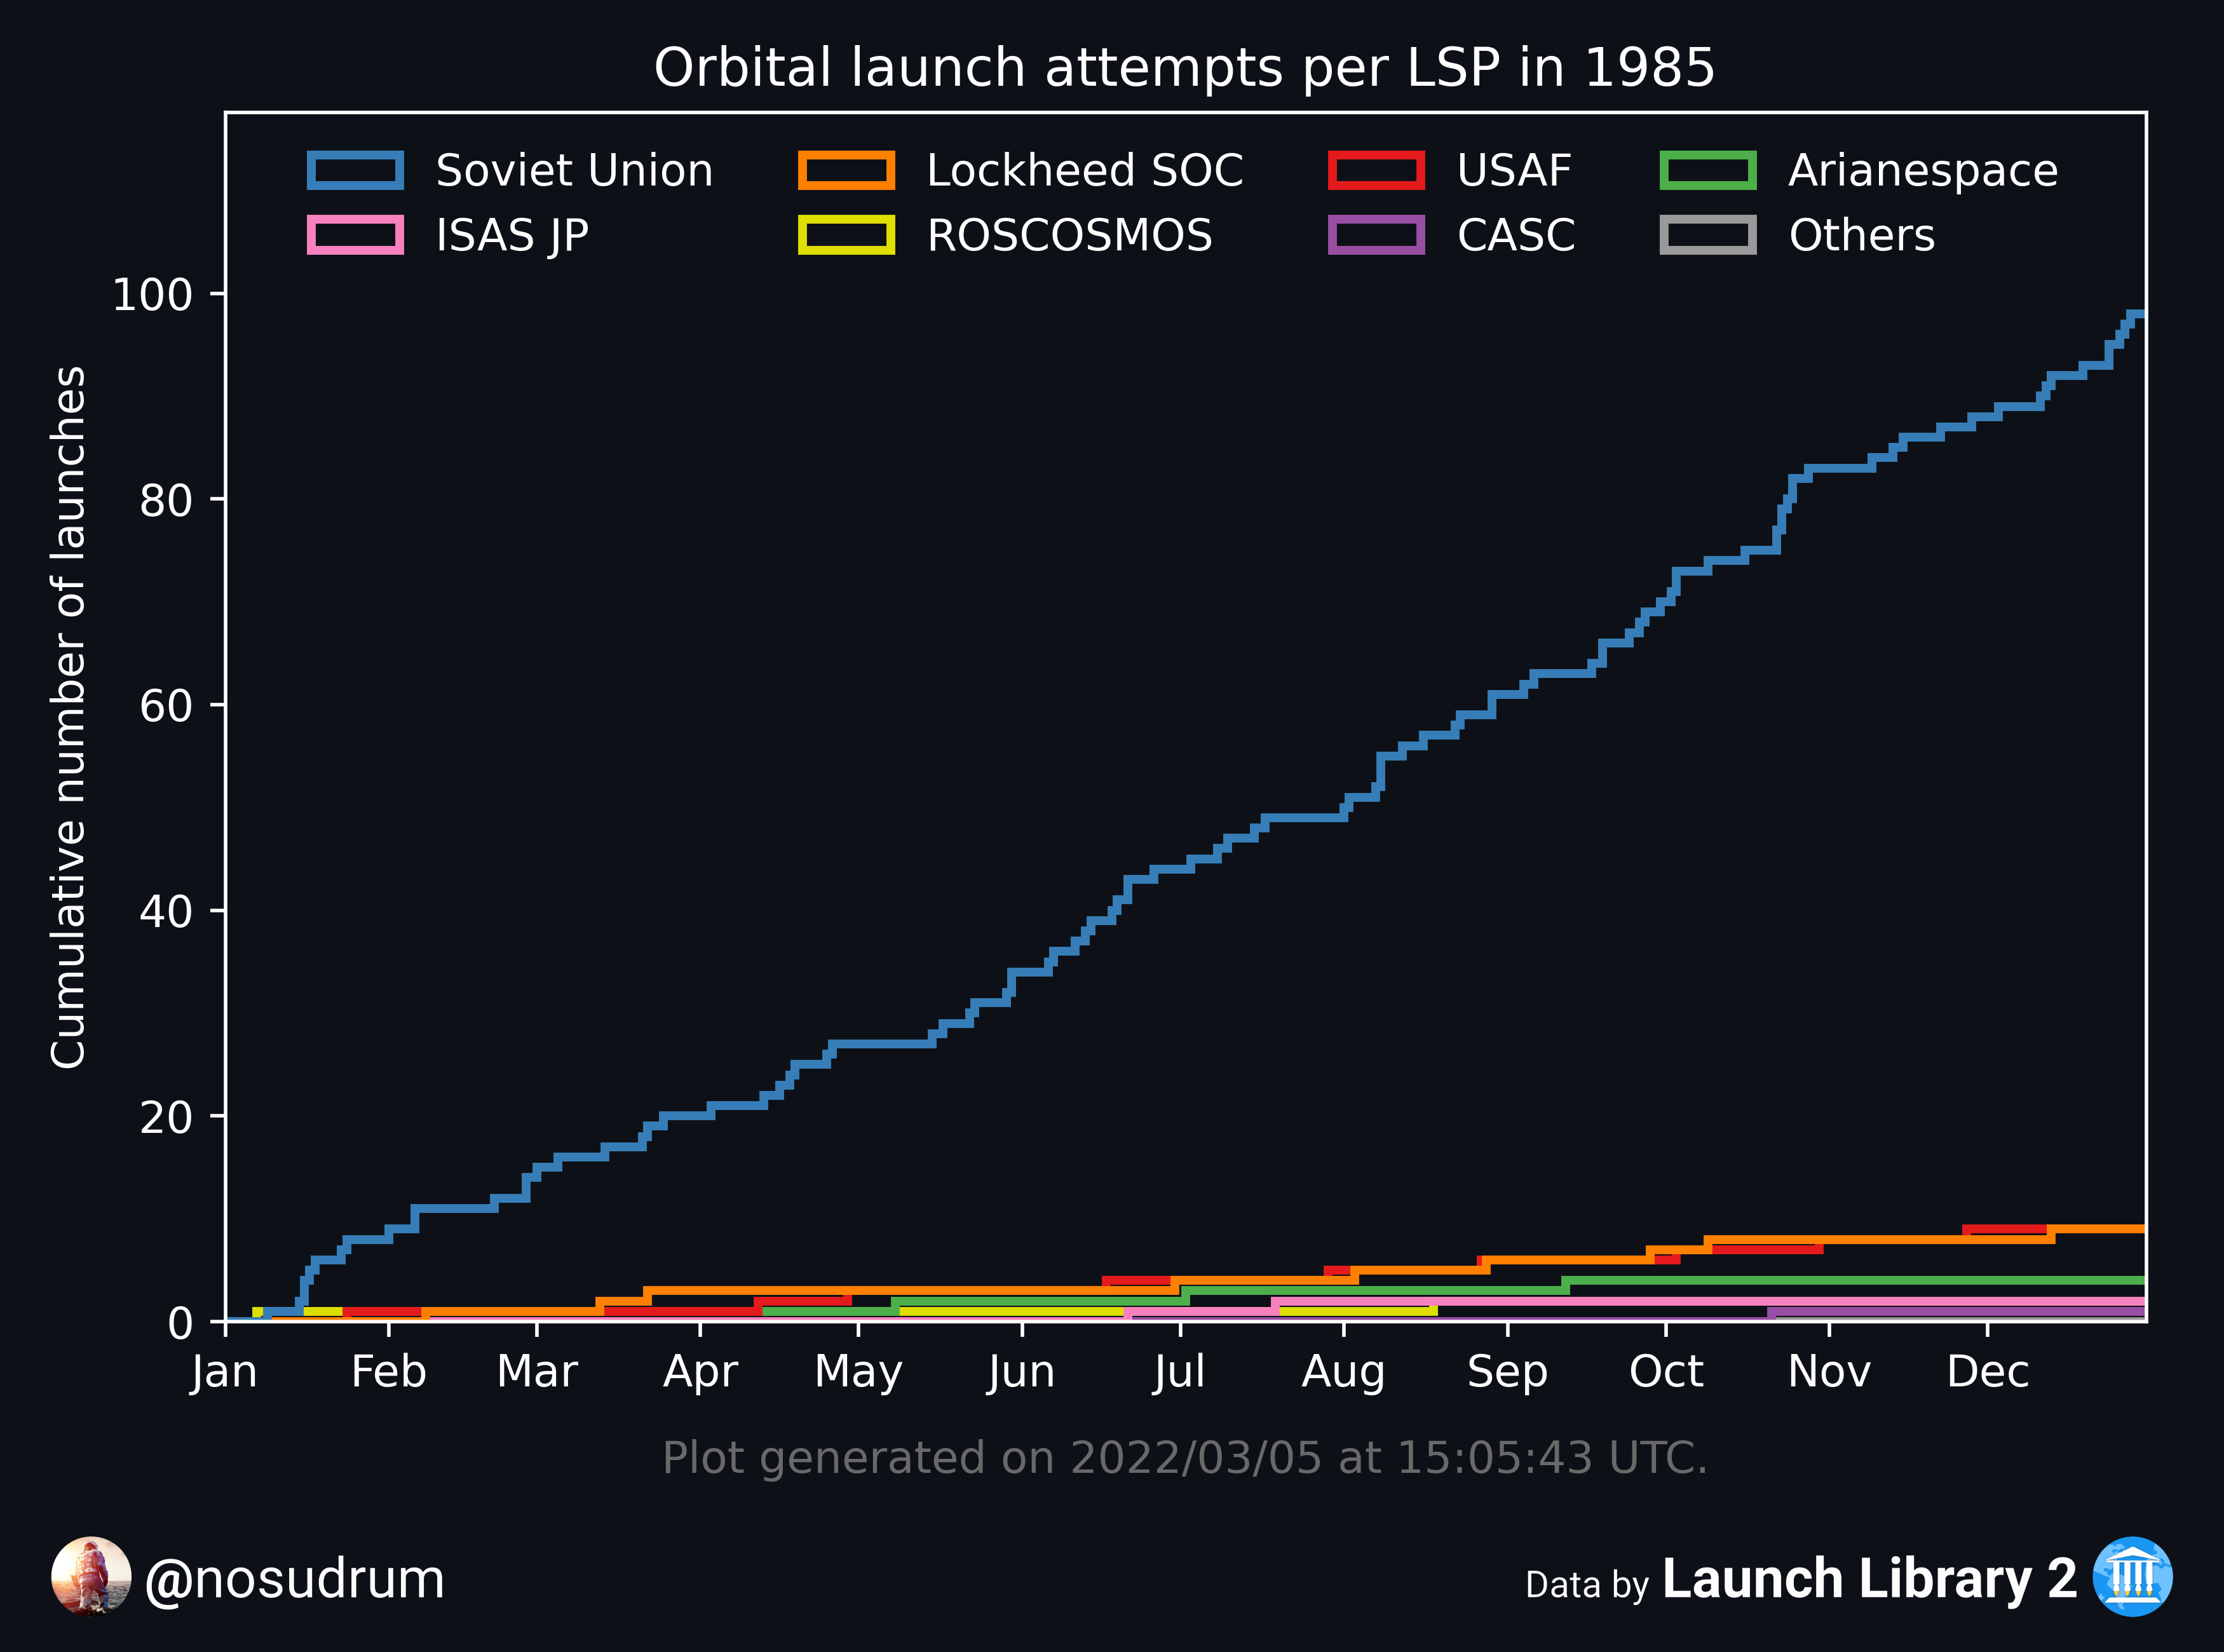 Orbital launch attempts per LSP in 1985
Soviet Union Lockheed SOC USAF Arianespace
ISAS JP ROSCOSMOS CASC Others
Cumulative number of launches
100
80
60
40
20
0
Jan Feb Mar Apr May Jun Jul Aug Sep Oct Nov Dec
Plot generated on 2022/03/05 at 15:05:43 UTC.
@nosudrum
Data by Launch Library 2